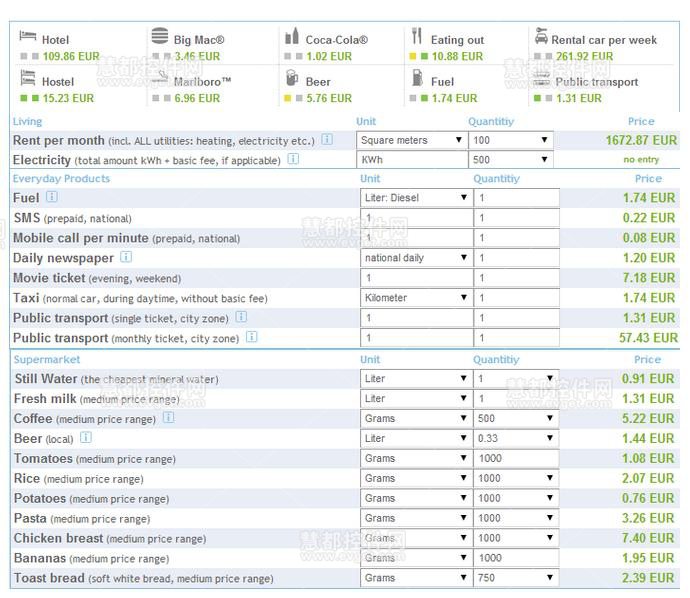 Hotel Big Mac® Coca-Cola® Eating out Rental car per week
109.86 EUR 3.46 EUR 1.02 EUR 10.88 EUR 261.92 EUR
Hostel Marlboro™ Beer Fuel Public transport
15.23 EUR 6.96 EUR 5.76 EUR 1.74 EUR 1.31 EUR
Living Unit Quantitiy Price
Rent per month (incl. ALL utilities: heating, electricity etc.) Square meters 100 1672.87 EUR
Electricity (total amount kWh + basic fee, if applicable) KWh 500 no entry
Everyday Products Unit Quantitiy Price
Fuel Liter: Diesel 1 1.74 EUR
SMS (prepaid, national) 1 1 0.22 EUR
Mobile call per minute (prepaid, national) 1 1 0.08 EUR
Daily newspaper national daily 1 1.20 EUR
Movie ticket (evening, weekend) 1 1 7.18 EUR
Taxi (normal car, during daytime, without basic fee) Kilometer 1 1.74 EUR
Public transport (single ticket, city zone) 1 1 1.31 EUR
Public transport (monthly ticket, city zone) 1 1 57.43 EUR
Supermarket Unit Quantitiy Price
Still Water (the cheapest mineral water) Liter 1 0.91 EUR
Fresh milk (medium price range) Liter 1 1.31 EUR
Coffee (medium price range) Grams 500 5.22 EUR
Beer (local) Liter 0.33 1.44 EUR
Tomatoes (medium price range) Grams 1000 1.08 EUR
Rice (medium price range) Grams 1000 2.07 EUR
Potatoes (medium price range) Grams 1000 0.76 EUR
Pasta (medium price range) Grams 1000 3.26 EUR
Chicken breast (medium price range) Grams 1000 7.40 EUR
Bananas (medium price range) Grams 1000 1.95 EUR
Toast bread (soft white bread, medium price range) Grams 750 2.39 EUR
慧都控件网
www.evget.com